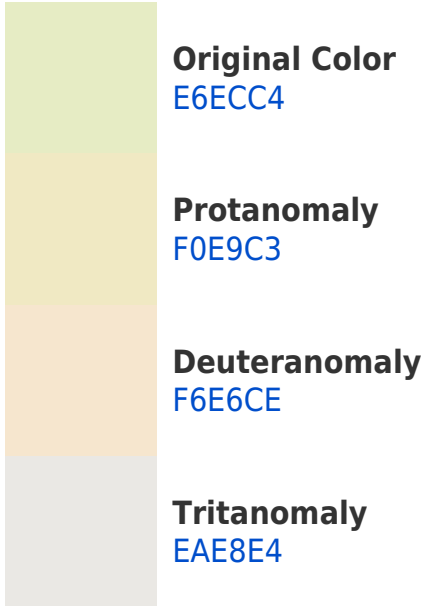 Original Color
E6ECC4
Protanomaly
F0E9C3
Deuteranomaly
F6E6CE
Tritanomaly
EAE8E4